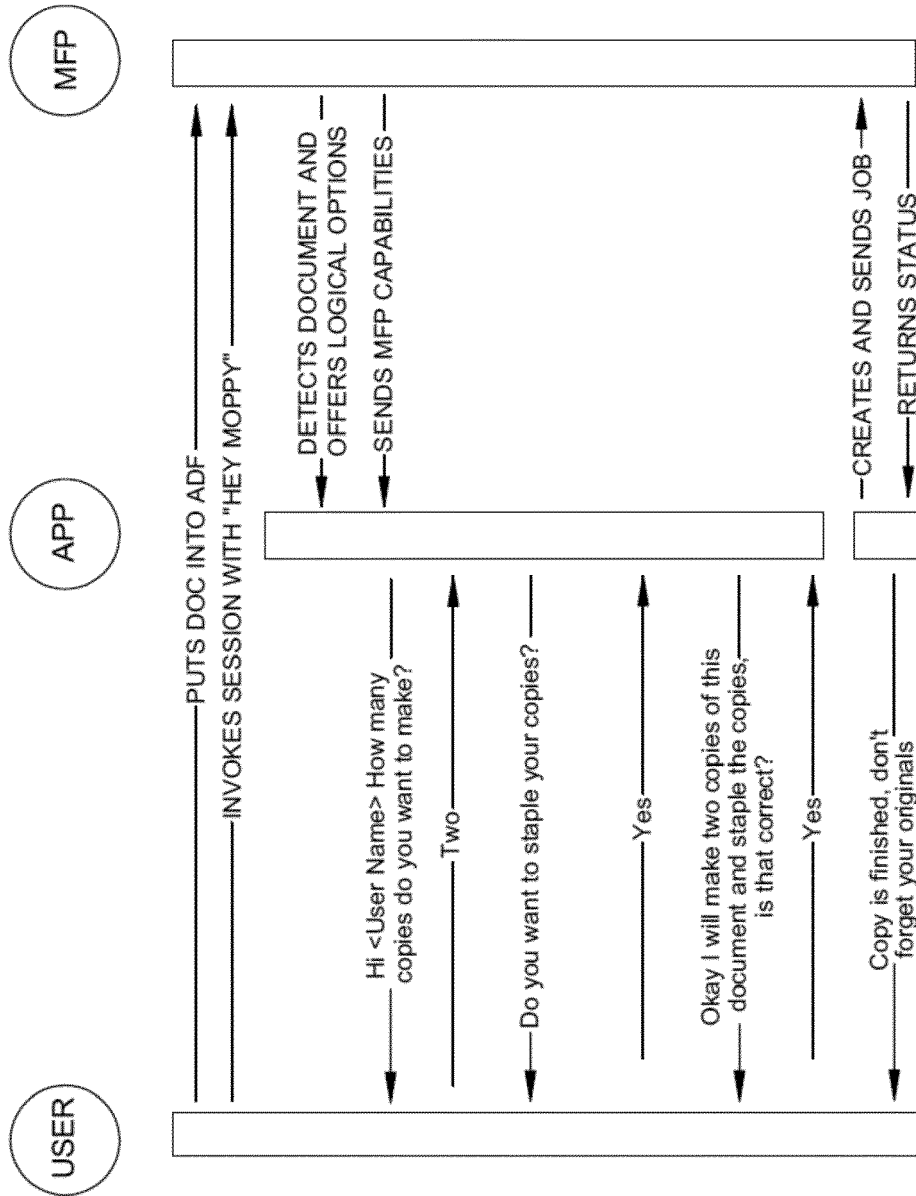 USER
APP
MFP
PUTS DOC INTO ADF
INVOKES SESSION WITH "HEY MOPPY"
DETECTS DOCUMENT AND
OFFERS LOGICAL OPTIONS
SENDS MFP CAPABILITIES
Hi <User Name> How many
copies do you want to make?
Two
Do you want to staple your copies?
Yes
Okay I will make two copies of this
document and staple the copies,
is that correct?
Yes
CREATES AND SENDS JOB
RETURNS STATUS
Copy is finished, don't
forget your originals